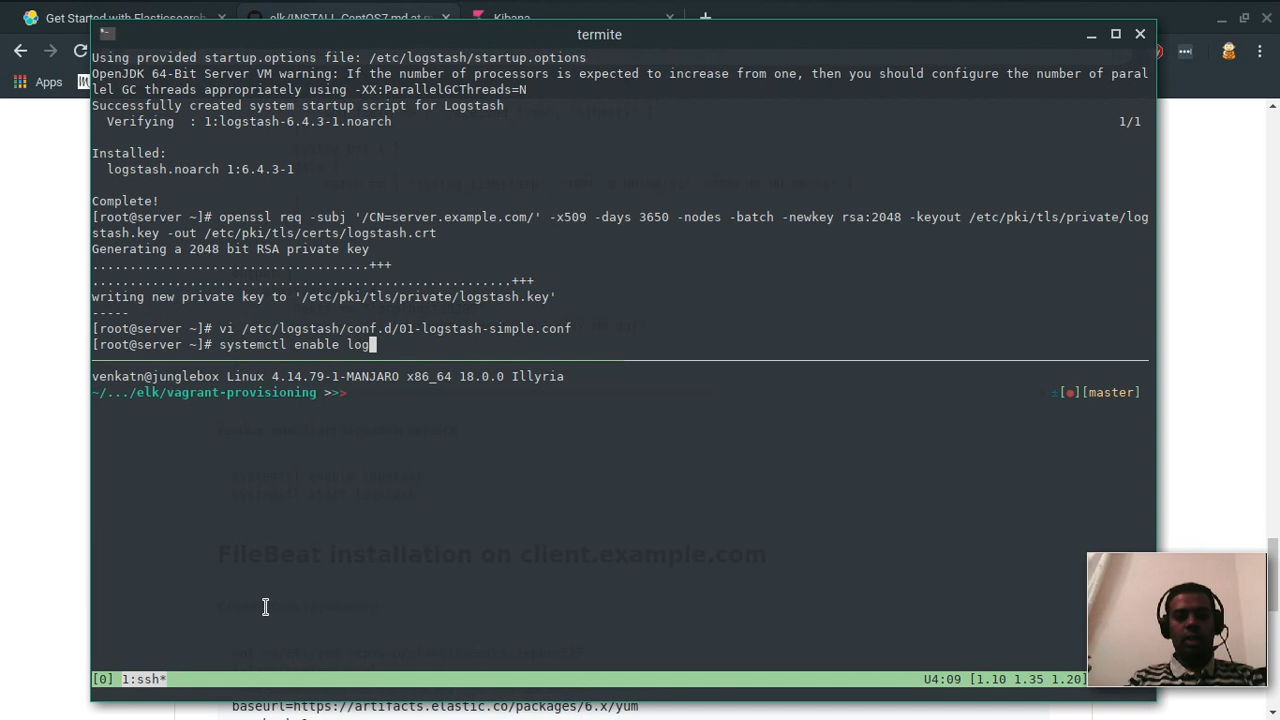 Get Started with Elasticsearch
elk/INSTALL_CentOS7.md at m
Kibana
termite
Apps
Using provided startup.options file: /etc/logstash/startup.options
OpenJDK 64-Bit Server VM warning: If the number of processors is expected to increase from one, then you should configure the number of paral
lel GC threads appropriately using -XX:ParallelGCThreads=N
Successfully created system startup script for Logstash
Verifying  : 1:logstash-6.4.3-1.noarch 1/1
Installed:
logstash.noarch 1:6.4.3-1
Complete!
[root@server ~]# openssl req -subj '/CN=server.example.com/' -x509 -days 3650 -nodes -batch -newkey rsa:2048 -keyout /etc/pki/tls/private/log
stash.key -out /etc/pki/tls/certs/logstash.crt
Generating a 2048 bit RSA private key
.....................................+++
........................................................+++
writing new private key to '/etc/pki/tls/private/logstash.key'
-----
[root@server ~]# vi /etc/logstash/conf.d/01-logstash-simple.conf
[root@server ~]# systemctl enable log
venkatn@junglebox Linux 4.14.79-1-MANJARO x86_64 18.0.0 Illyria
~/.../elk/vagrant-provisioning >>> ±[●][master]
FileBeat installation on client.example.com
[0] 1:ssh* U4:09 [1.10 1.35 1.20]
baseurl=https://artifacts.elastic.co/packages/6.x/yum